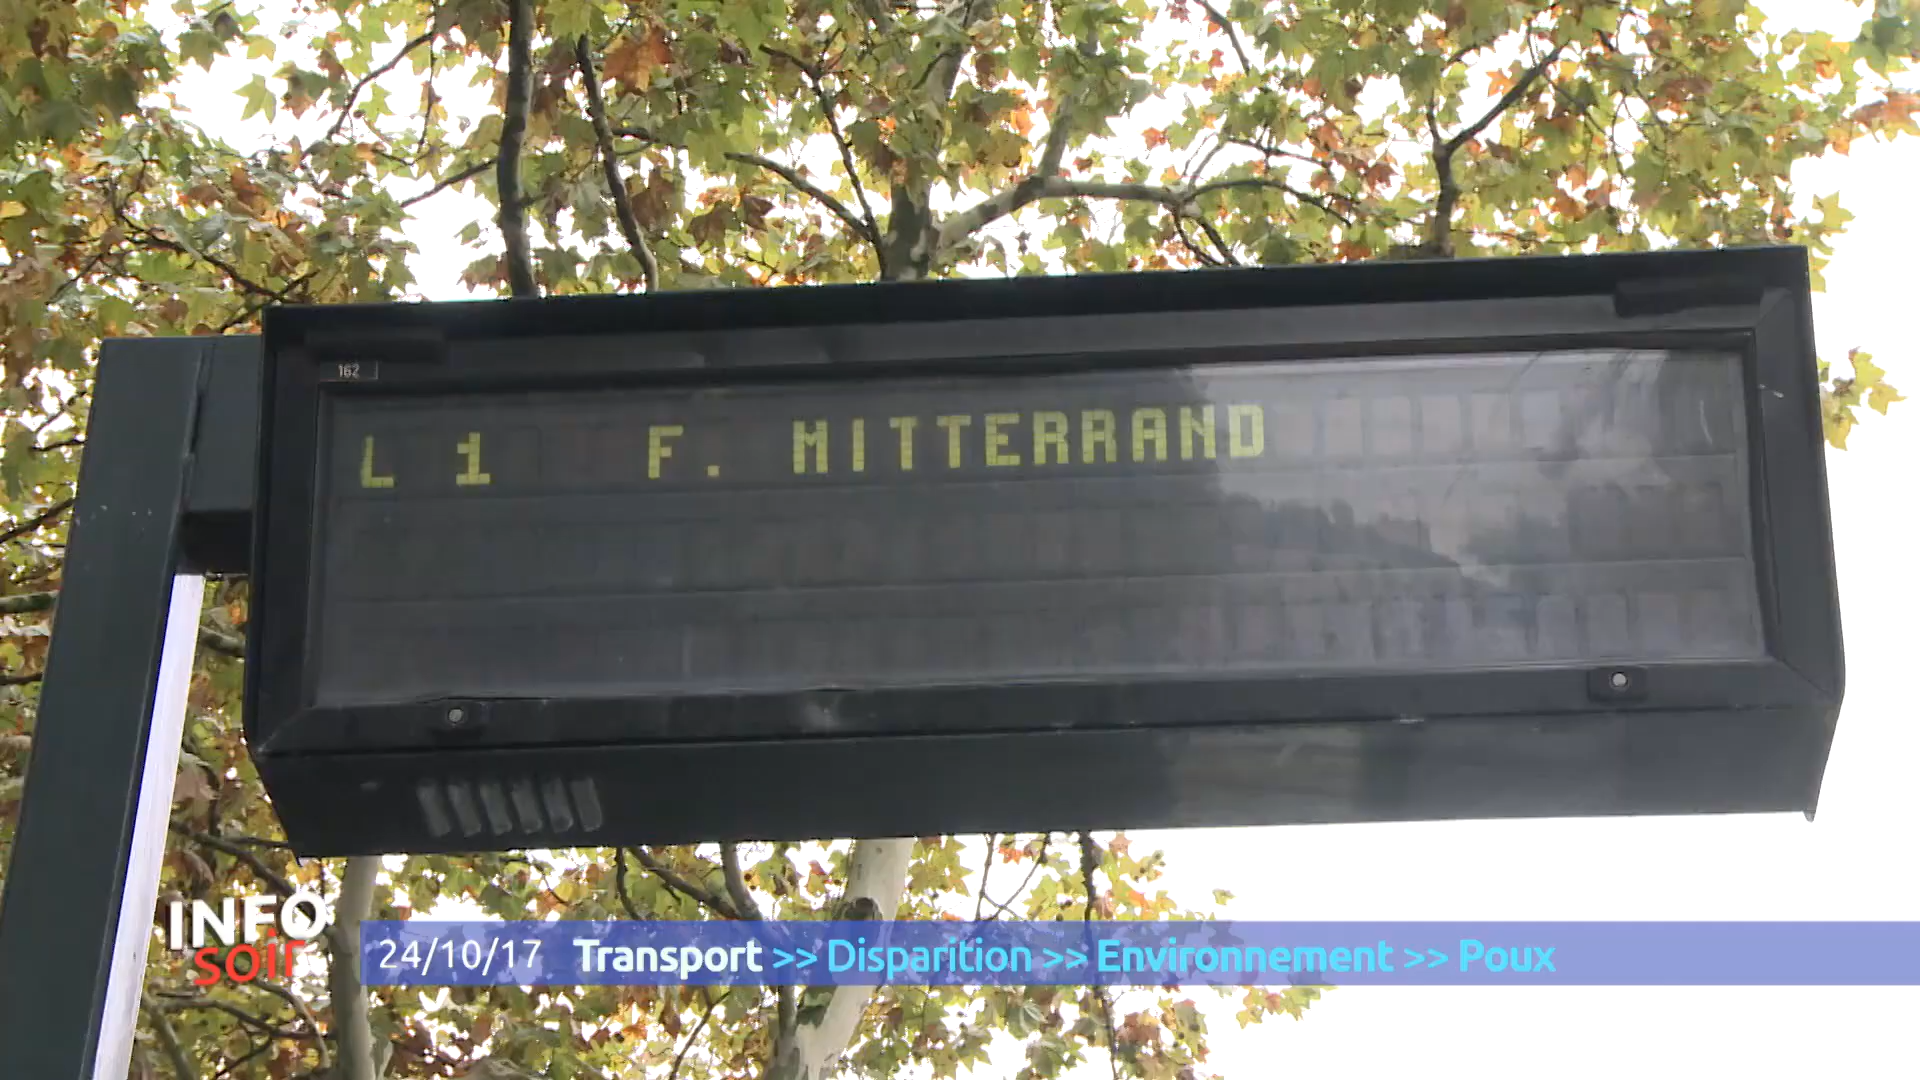 162
L 1 F. MITTERRAND
INFO
soir
24/10/17 Transport >> Disparition >> Environnement >> Poux